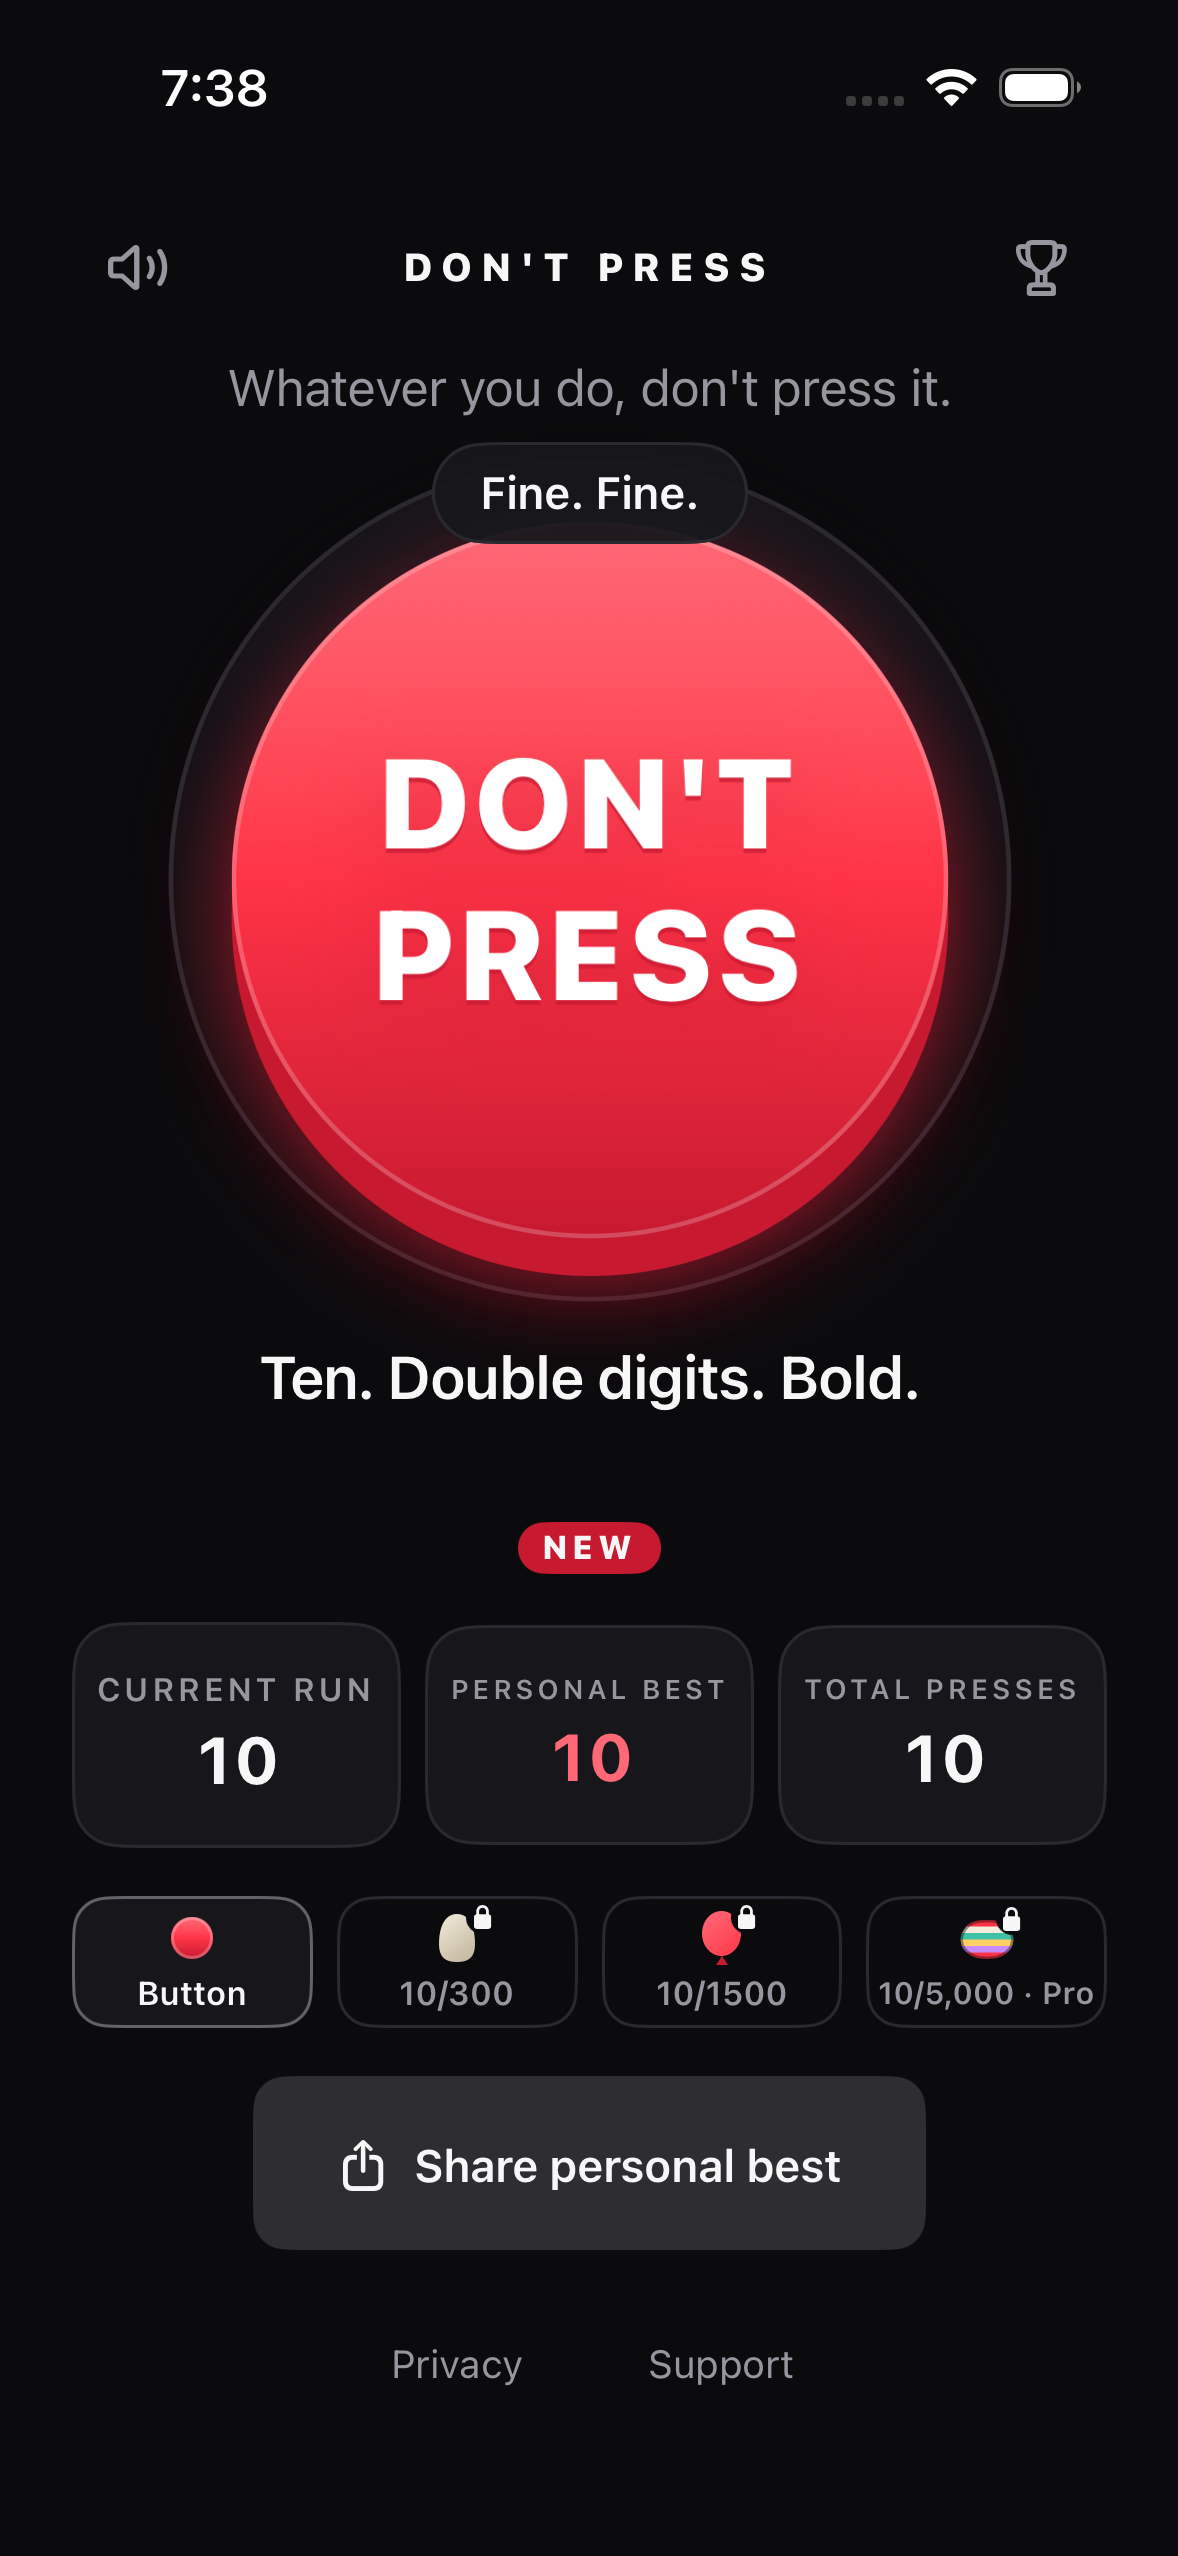 7:38
DON'T PRESS
Whatever you do, don't press it.
Fine. Fine.
DON'T
PRESS
Ten. Double digits. Bold.
NEW
CURRENT RUN
10
PERSONAL BEST
10
TOTAL PRESSES
10
Button
10/300
10/1500
10/5,000 · Pro
Share personal best
Privacy
Support